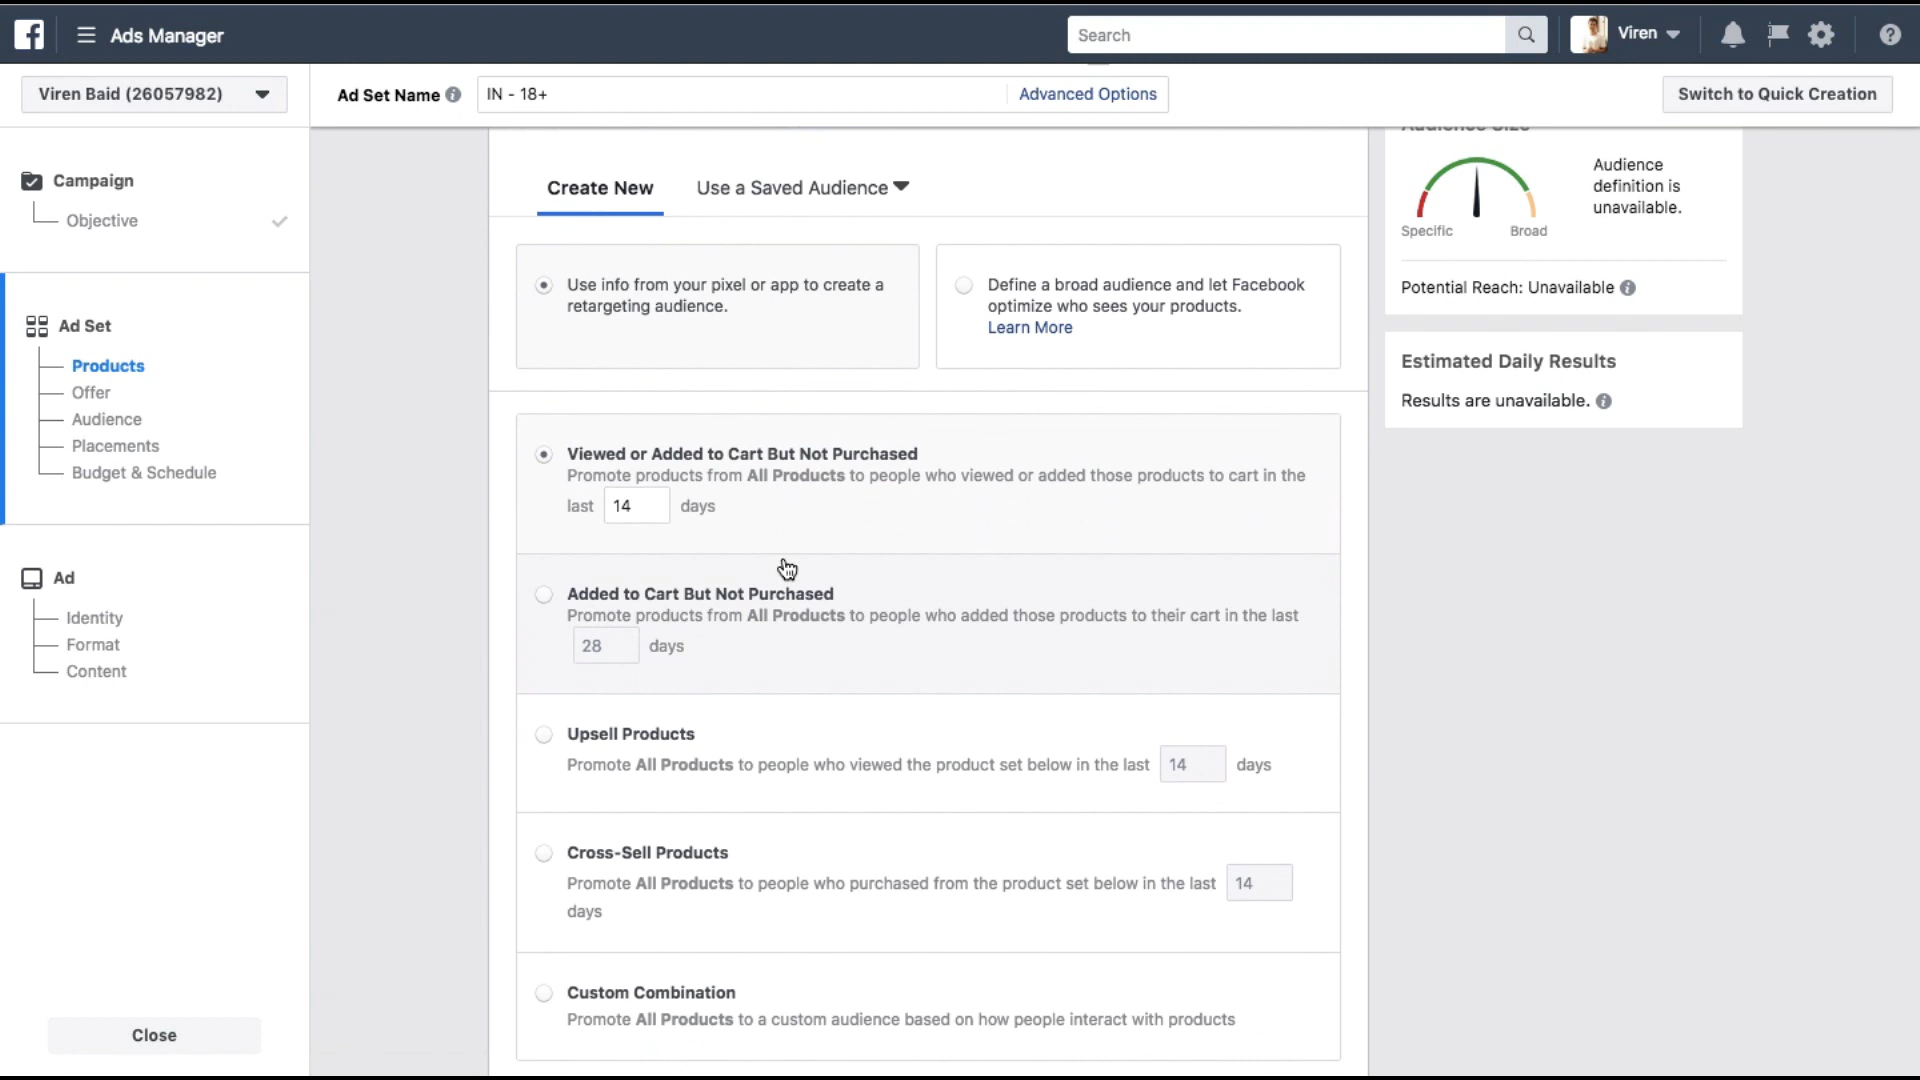 Ads Manager
Search
Viren
Viren Baid (26057982)
Ad Set Name
IN - 18+
Advanced Options
Switch to Quick Creation
Campaign
Objective
Ad Set
Products
Offer
Audience
Placements
Budget & Schedule
Ad
Identity
Format
Content
Close
Create New
Use a Saved Audience
Use info from your pixel or app to create a
retargeting audience.
Define a broad audience and let Facebook
optimize who sees your products.
Learn More
Viewed or Added to Cart But Not Purchased
Promote products from All Products to people who viewed or added those products to cart in the
last 14 days
Added to Cart But Not Purchased
Promote products from All Products to people who added those products to their cart in the last
28 days
Upsell Products
Promote All Products to people who viewed the product set below in the last 14 days
Cross-Sell Products
Promote All Products to people who purchased from the product set below in the last 14
days
Custom Combination
Promote All Products to a custom audience based on how people interact with products
Audience Size
Audience
definition is
unavailable.
Specific
Broad
Potential Reach: Unavailable
Estimated Daily Results
Results are unavailable.